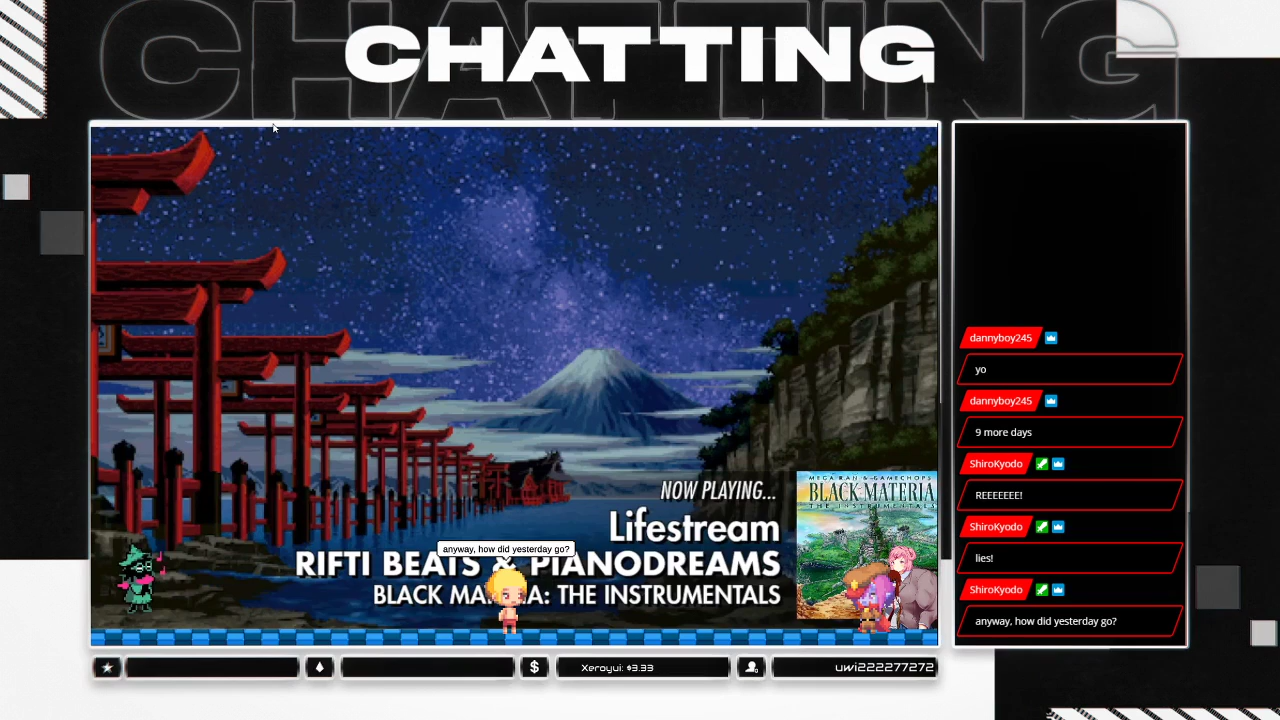 CHATTING
CHATTING
NOW PLAYING...
Lifestream
RIFTI BEATS & PIANODREAMS
BLACK MA A: THE INSTRUMENTALS
anyway, how did yesterday go?
MEGA RAN & GAMECHOPS
BLACK MATERIA
THE INSTRUMENTALS
dannyboy245
yo
dannyboy245
9 more days
ShiroKyodo
REEEEEEE!
ShiroKyodo
lies!
ShiroKyodo
anyway, how did yesterday go?
$
Xeroyui: $3.33
uwi222277272